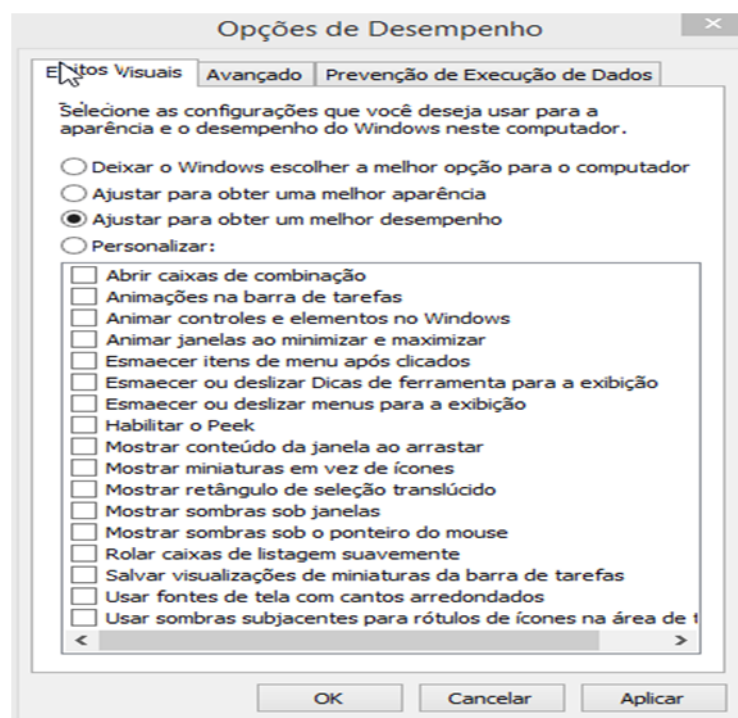 Opções de Desempenho
Efeitos Visuais
Avançado
Prevenção de Execução de Dados
Selecione as configurações que você deseja usar para a
aparência e o desempenho do Windows neste computador.
Deixar o Windows escolher a melhor opção para o computador
Ajustar para obter uma melhor aparência
Ajustar para obter um melhor desempenho
Personalizar:
Abrir caixas de combinação
Animações na barra de tarefas
Animar controles e elementos no Windows
Animar janelas ao minimizar e maximizar
Esmaecer itens de menu após clicados
Esmaecer ou deslizar Dicas de ferramenta para a exibição
Esmaecer ou deslizar menus para a exibição
Habilitar o Peek
Mostrar conteúdo da janela ao arrastar
Mostrar miniaturas em vez de ícones
Mostrar retângulo de seleção translúcido
Mostrar sombras sob janelas
Mostrar sombras sob o ponteiro do mouse
Rolar caixas de listagem suavemente
Salvar visualizações de miniaturas da barra de tarefas
Usar fontes de tela com cantos arredondados
Usar sombras subjacentes para rótulos de ícones na área de
OK
Cancelar
Aplicar